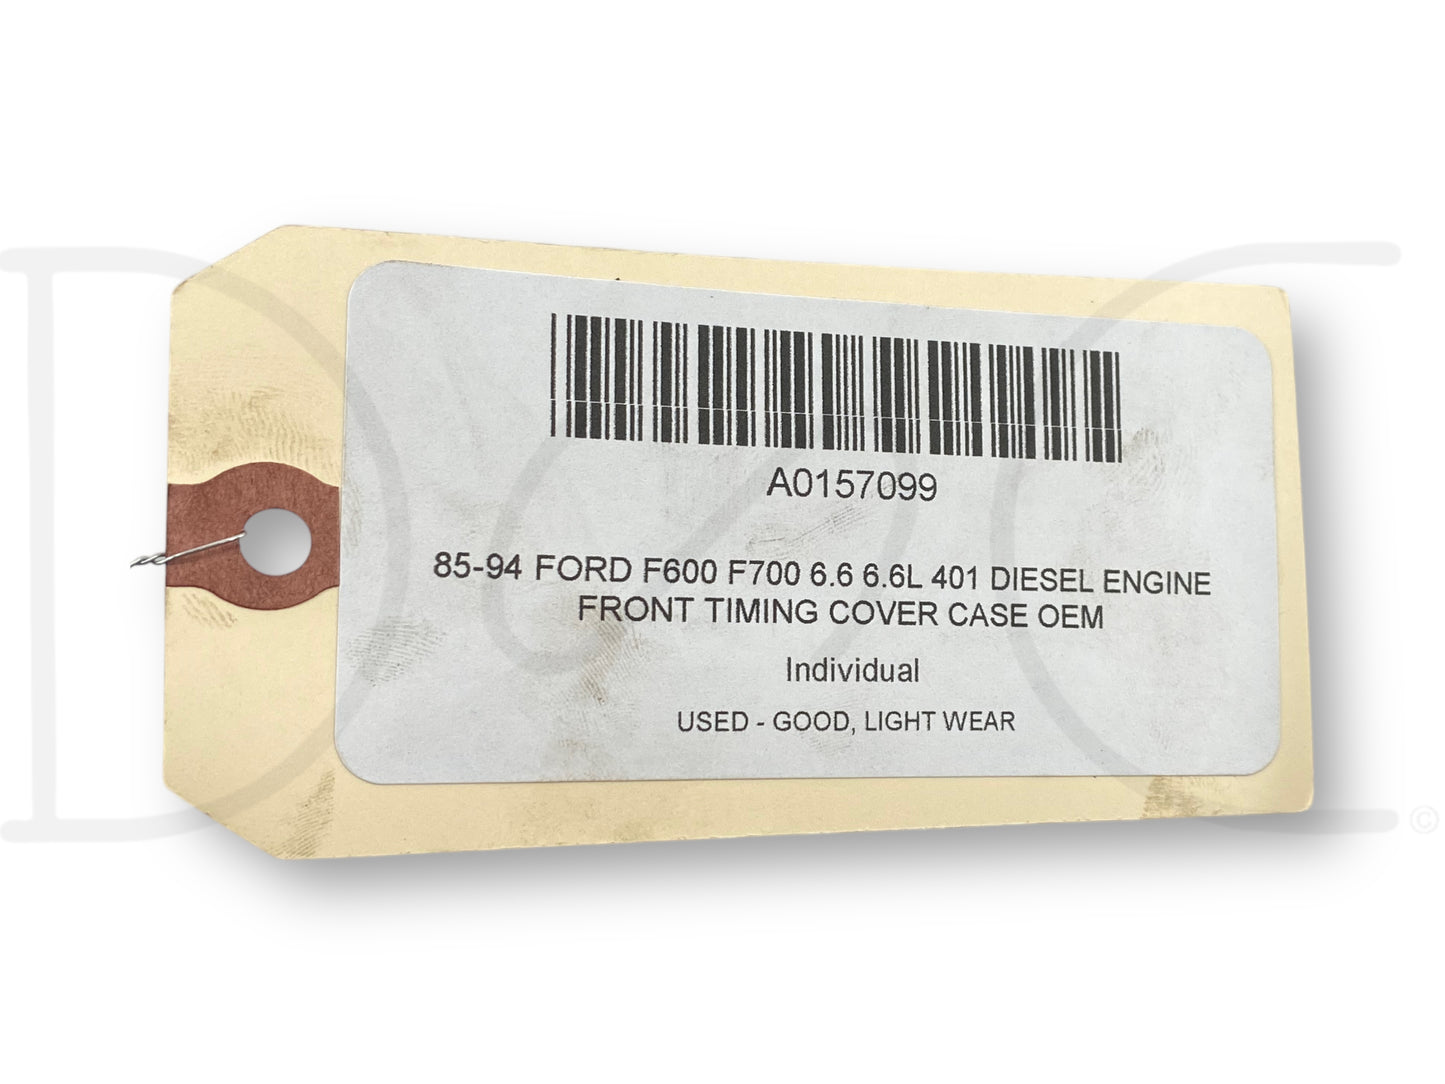 A0157099
85-94 FORD F600 F700 6.6 6.6L 401 DIESEL ENGINE
FRONT TIMING COVER CASE OEM
Individual
USED - GOOD, LIGHT WEAR
©